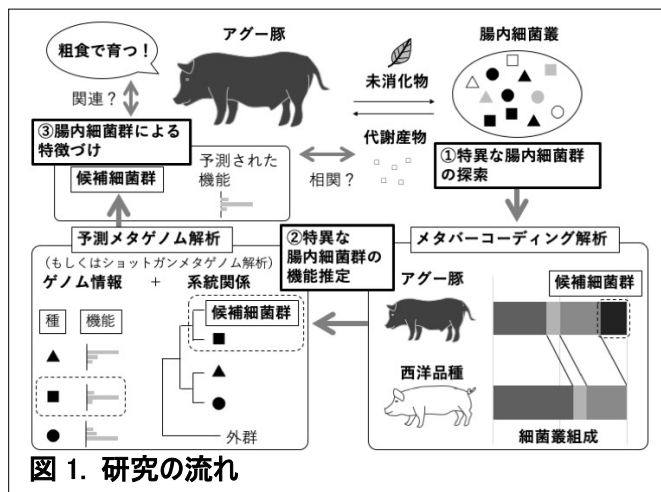 アグー豚
腸内細菌叢
粗食で育つ！
未消化物
関連？
代謝産物
③腸内細菌群による
特徴づけ
候補細菌群
予測された
機能
相関？
①特異な腸内細菌群
の探索
予測メタゲノム解析
（もしくはショットガンメタゲノム解析）
ゲノム情報 + 系統関係
種 機能
候補細菌群
外群
②特異な
腸内細菌群の
機能推定
メタバーコーディング解析
アグー豚
候補細菌群
西洋品種
細菌叢組成
図 1. 研究の流れ